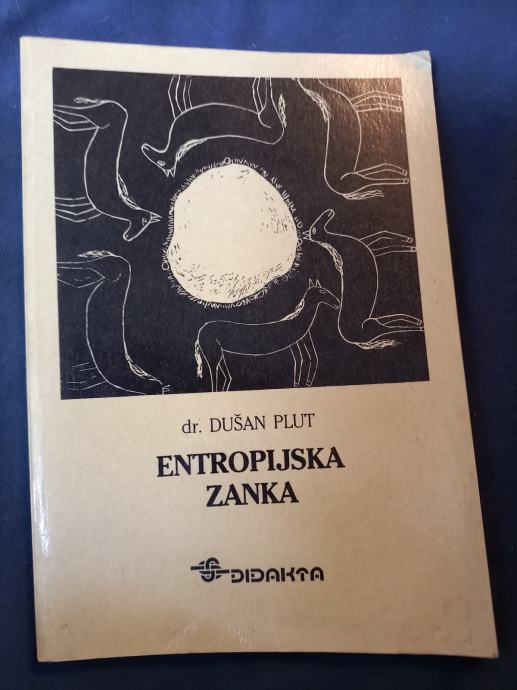 dr. DUŠAN PLUT
ENTROPIJSKA
ZANKA
DIDAKTA